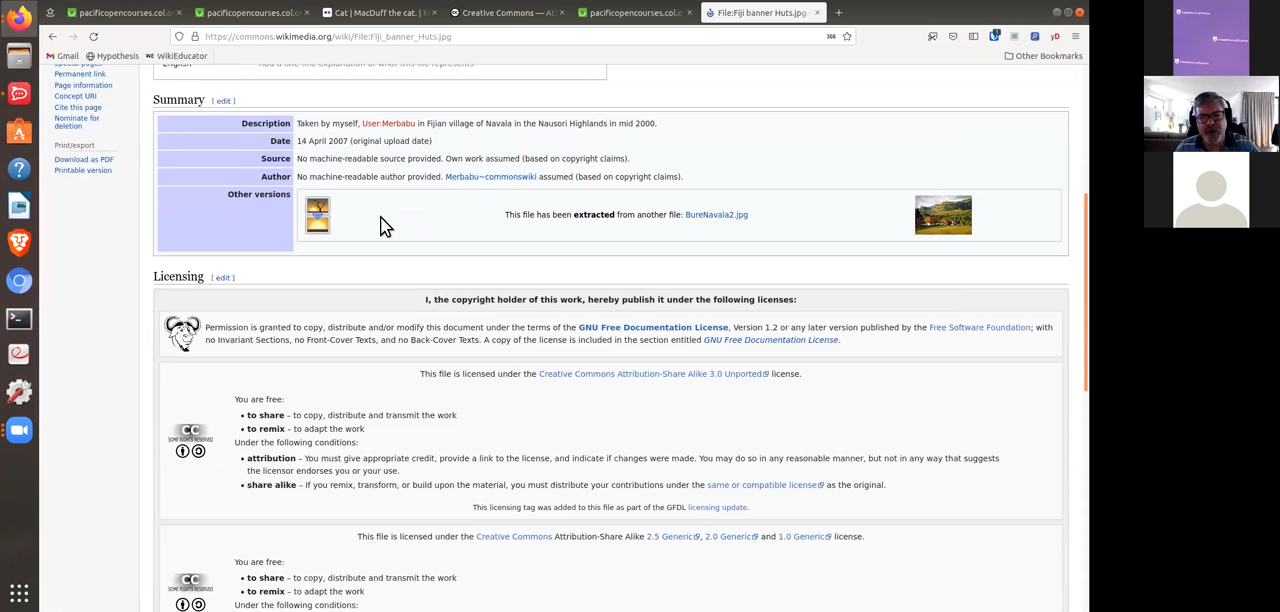 pacificopencourses.col.o
pacificopencourses.col.o
Cat | MacDuff the cat. | F
Creative Commons — At
pacificopencourses.col.o
File:Fiji banner Huts.jpg -
https://commons.wikimedia.org/wiki/File:Fiji_banner_Huts.jpg
Gmail Hypothesis WikiEducator Other Bookmarks
Permanent link
Page information
Concept URI
Cite this page
Nominate for
deletion
Print/export
Download as PDF
Printable version
English Add a one-line explanation of what this file represents
Summary [ edit ]
Description Taken by myself, User:Merbabu in Fijian village of Navala in the Nausori Highlands in mid 2000.
Date 14 April 2007 (original upload date)
Source No machine-readable source provided. Own work assumed (based on copyright claims).
Author No machine-readable author provided. Merbabu~commonswiki assumed (based on copyright claims).
Other versions
This file has been extracted from another file: BureNavala2.jpg
Licensing [ edit ]
I, the copyright holder of this work, hereby publish it under the following licenses:
Permission is granted to copy, distribute and/or modify this document under the terms of the GNU Free Documentation License, Version 1.2 or any later version published by the Free Software Foundation; with
no Invariant Sections, no Front-Cover Texts, and no Back-Cover Texts. A copy of the license is included in the section entitled GNU Free Documentation License.
This file is licensed under the Creative Commons Attribution-Share Alike 3.0 Unported license.
You are free:
• to share – to copy, distribute and transmit the work
• to remix – to adapt the work
Under the following conditions:
• attribution – You must give appropriate credit, provide a link to the license, and indicate if changes were made. You may do so in any reasonable manner, but not in any way that suggests
the licensor endorses you or your use.
• share alike – If you remix, transform, or build upon the material, you must distribute your contributions under the same or compatible license as the original.
CC
SOME RIGHTS RESERVED
This licensing tag was added to this file as part of the GFDL licensing update.
This file is licensed under the Creative Commons Attribution-Share Alike 2.5 Generic, 2.0 Generic and 1.0 Generic license.
You are free:
• to share – to copy, distribute and transmit the work
• to remix – to adapt the work
Under the following conditions:
CC
SOME RIGHTS RESERVED